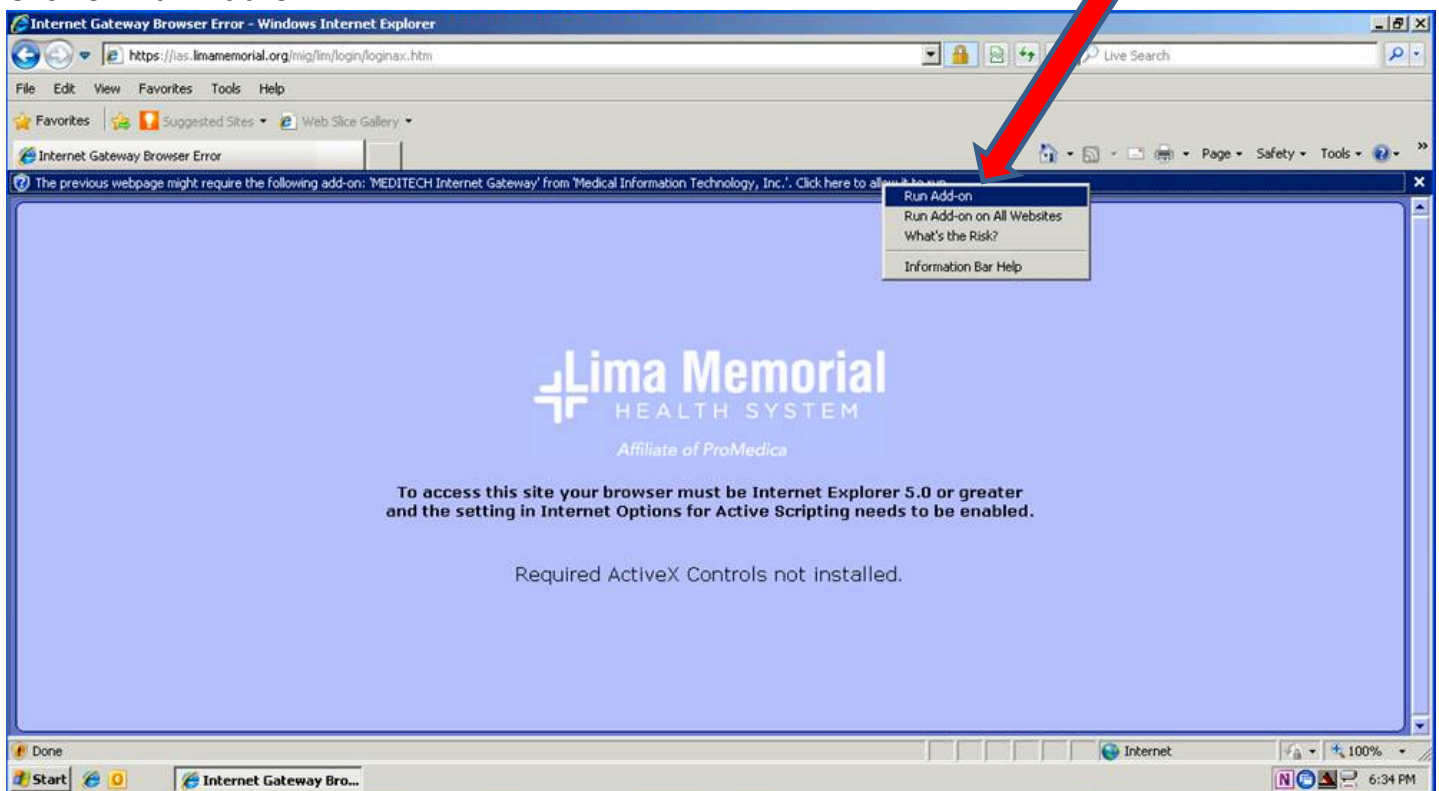 Internet Gateway Browser Error - Windows Internet Explorer
https://ias.limamemorial.org/mig/lim/login/loginax.htm
Live Search
File Edit View Favorites Tools Help
Favorites Suggested Sites Web Slice Gallery
Internet Gateway Browser Error
Page Safety Tools
The previous webpage might require the following add-on: 'MEDITECH Internet Gateway' from 'Medical Information Technology, Inc.'. Click here to allow it to run
Run Add-on
Run Add-on on All Websites
What's the Risk?
Information Bar Help
Lima Memorial
HEALTH SYSTEM
Affiliate of ProMedica
To access this site your browser must be Internet Explorer 5.0 or greater
and the setting in Internet Options for Active Scripting needs to be enabled.
Required ActiveX Controls not installed.
Done
Internet
100%
Start
Internet Gateway Bro...
6:34 PM